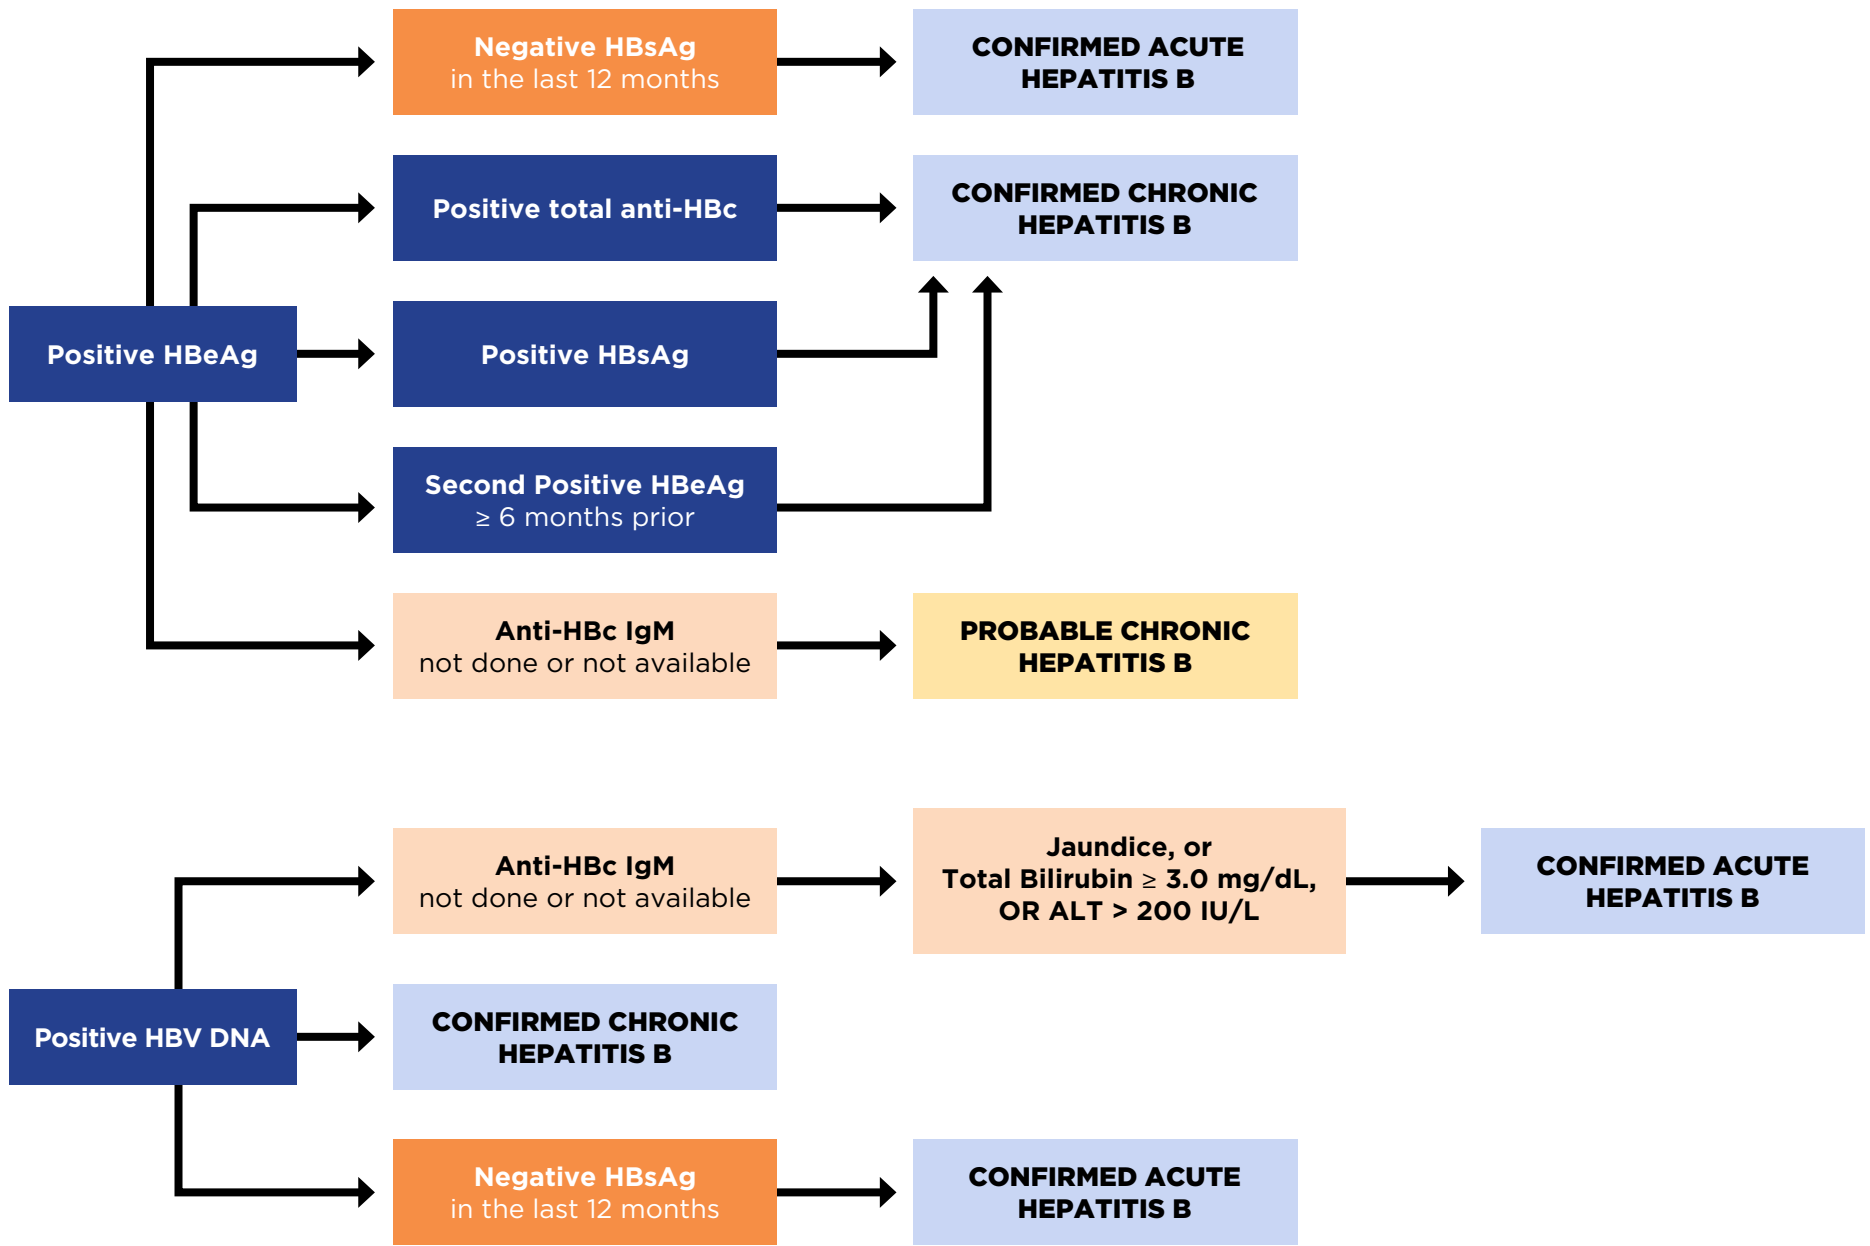 Negative HBsAg
in the last 12 months
CONFIRMED ACUTE
HEPATITIS B
Positive total anti-HBc
CONFIRMED CHRONIC
HEPATITIS B
Positive HBeAg
Positive HBsAg
Second Positive HBeAg
≥ 6 months prior
Anti-HBc IgM
not done or not available
PROBABLE CHRONIC
HEPATITIS B
Anti-HBc IgM
not done or not available
Jaundice, or
Total Bilirubin ≥ 3.0 mg/dL,
OR ALT > 200 IU/L
CONFIRMED ACUTE
HEPATITIS B
Positive HBV DNA
CONFIRMED CHRONIC
HEPATITIS B
Negative HBsAg
in the last 12 months
CONFIRMED ACUTE
HEPATITIS B